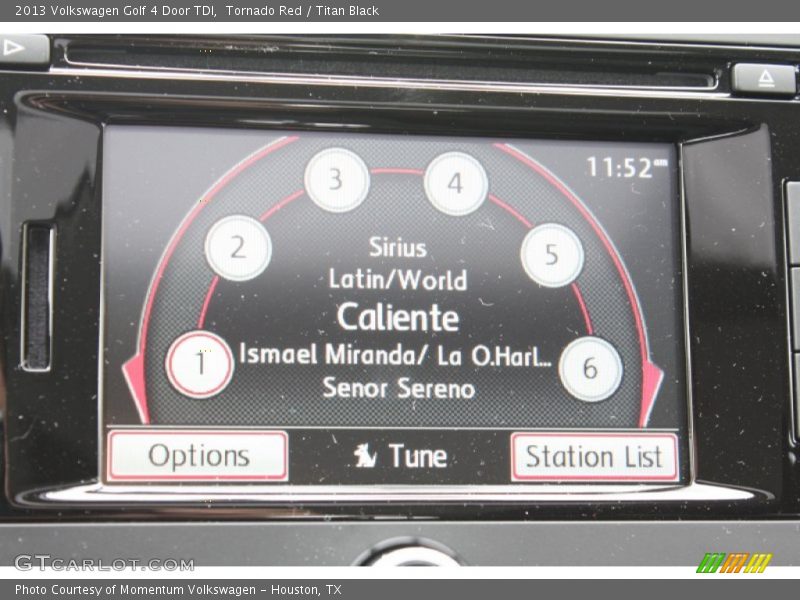 2013 Volkswagen Golf 4 Door TDI,  Tornado Red / Titan Black
11:52 am
3
4
2
5
Sirius
Latin/World
Caliente
1
Ismael Miranda/ La O.Harl...
6
Senor Sereno
Options
Tune
Station List
GTCARLOT.COM
Photo Courtesy of Momentum Volkswagen - Houston, TX